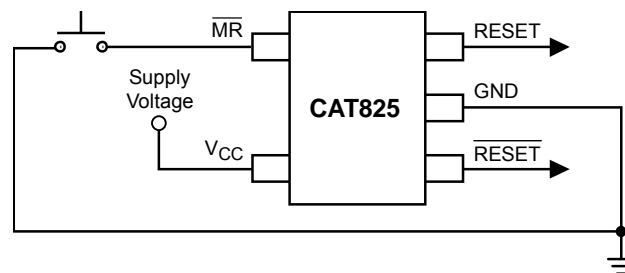 MR
RESET
Supply
Voltage
CAT825
GND
VCC
RESET